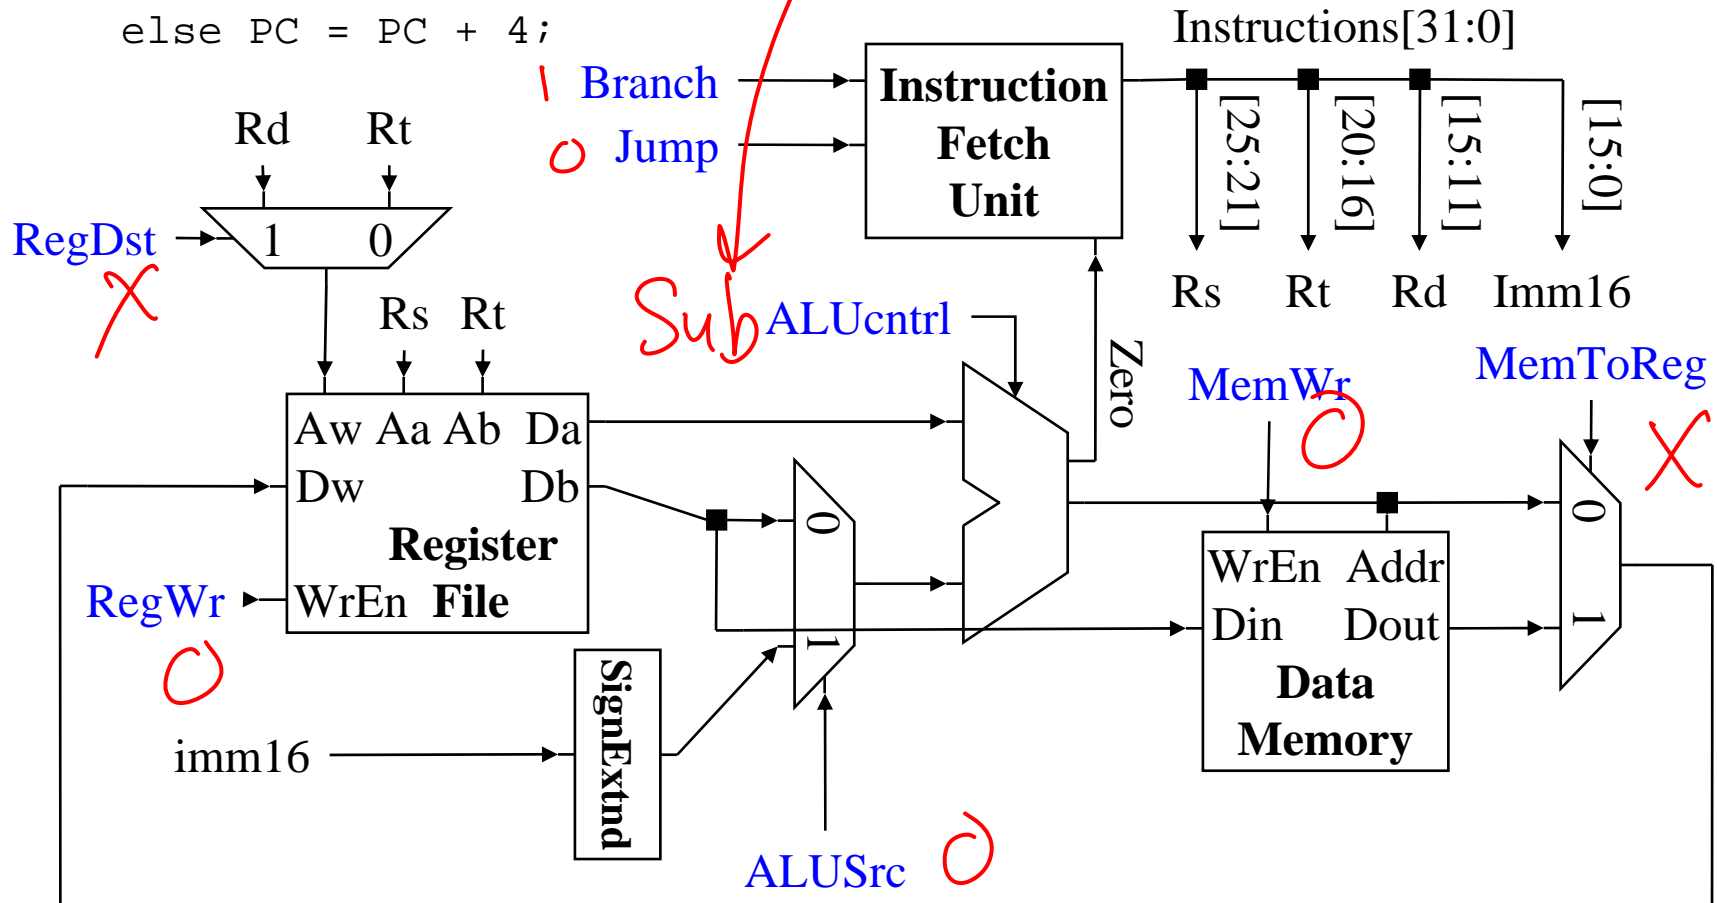 else PC = PC + 4;
Instructions[31:0]
1 Branch
0 Jump
Instruction
Fetch
Unit
[25:21]
[20:16]
[15:11]
[15:0]
Rd Rt
RegDst
1 0
X
Rs Rt Rd Imm16
Rs Rt
Sub ALUcntrl
Zero
MemWr
0
MemToReg
X
Aw Aa Ab Da
Dw Db
Register
File
WrEn
RegWr
0
0
1
WrEn Addr
Din Dout
Data
Memory
0
1
imm16
SignExtnd
ALUSrc 0